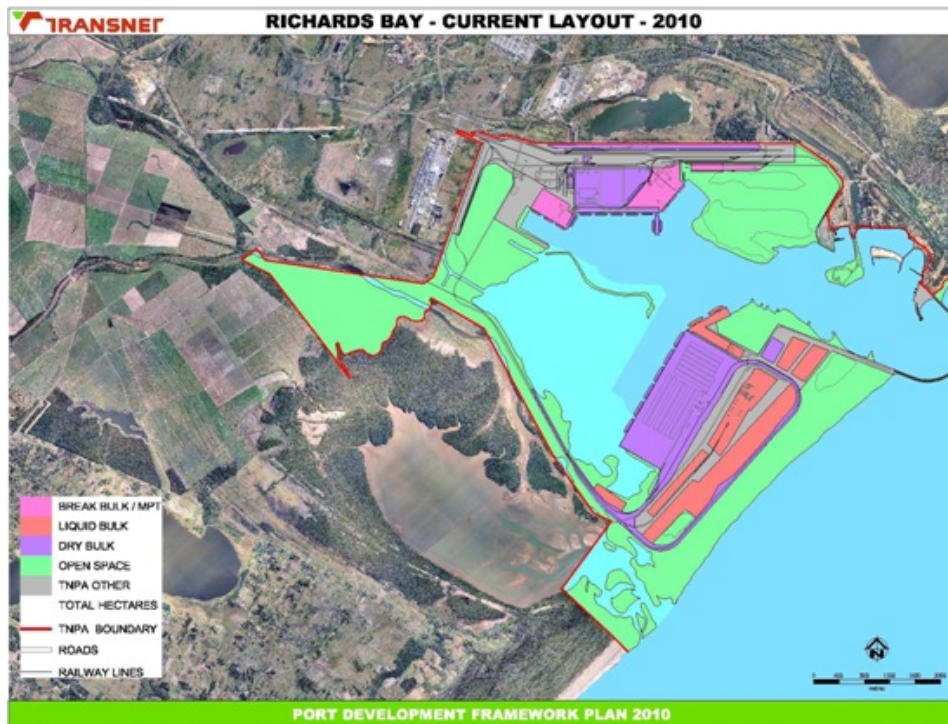 TRANSNET
RICHARDS BAY - CURRENT LAYOUT - 2010
BREAK BULK / MPT
LIQUID BULK
DRY BULK
OPEN SPACE
TNPA OTHER
TOTAL HECTARES
TNPA BOUNDARY
ROADS
RAILWAY LINES
N
PORT DEVELOPMENT FRAMEWORK PLAN 2010